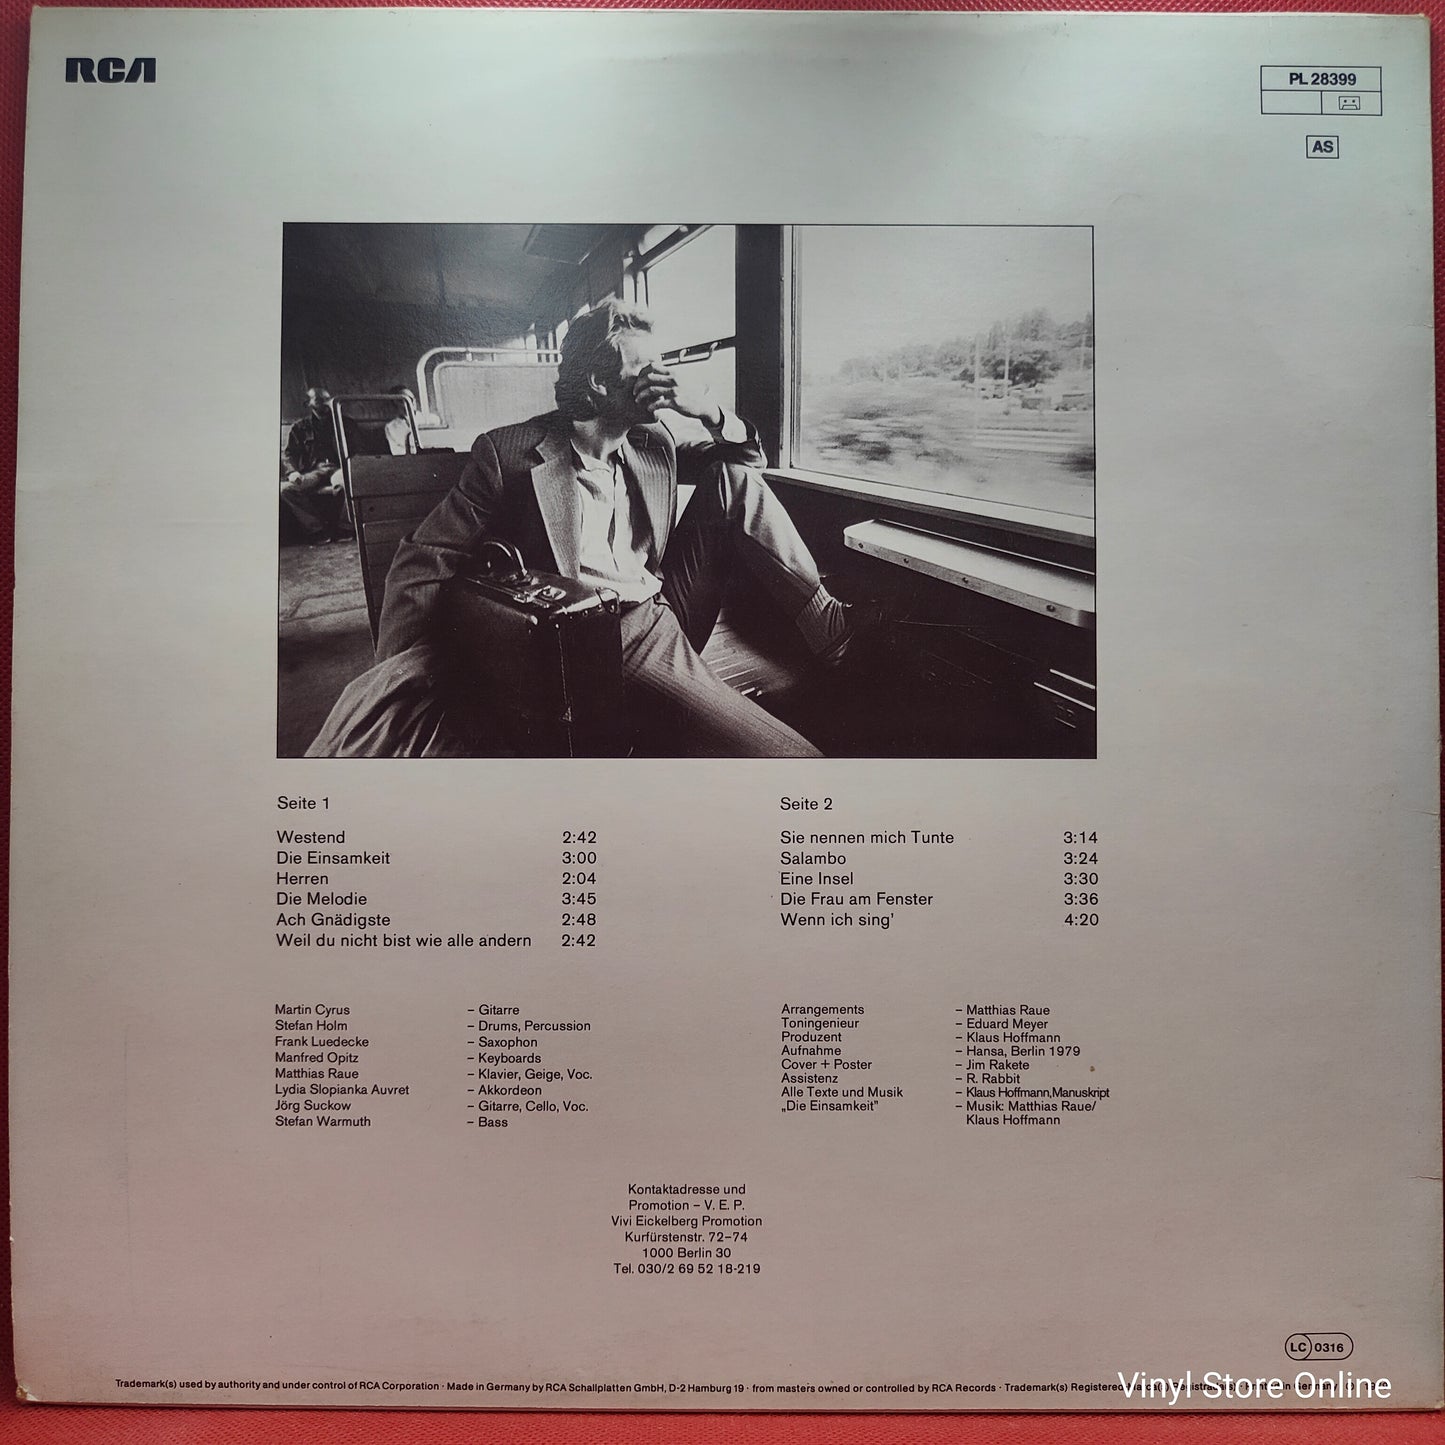 RCA
PL 28399
AS
Seite 1
Westend 2:42
Die Einsamkeit 3:00
Herren 2:04
Die Melodie 3:45
Ach Gnädigste 2:48
Weil du nicht bist wie alle andern 2:42
Seite 2
Sie nennen mich Tunte 3:14
Salambo 3:24
Eine Insel 3:30
Die Frau am Fenster 3:36
Wenn ich sing' 4:20
Martin Cyrus – Gitarre
Stefan Holm – Drums, Percussion
Frank Luedecke – Saxophon
Manfred Opitz – Keyboards
Matthias Raue – Klavier, Geige, Voc.
Lydia Slopianka Auvret – Akkordeon
Jörg Suckow – Gitarre, Cello, Voc.
Stefan Warmuth – Bass
Arrangements – Matthias Raue
Toningenieur – Eduard Meyer
Produzent – Klaus Hoffmann
Aufnahme – Hansa, Berlin 1979
Cover + Poster – Jim Rakete
Assistenz – R. Rabbit
Alle Texte und Musik – Klaus Hoffmann, Manuskript
„Die Einsamkeit" – Musik: Matthias Raue/
Klaus Hoffmann
Kontaktadresse und
Promotion – V. E. P.
Vivi Eickelberg Promotion
Kurfürstenstr. 72–74
1000 Berlin 30
Tel. 030/2 69 52 18-219
LC 0316
Trademark(s) used by authority and under control of RCA Corporation · Made in Germany by RCA Schallplatten GmbH, D-2 Hamburg 19 · from masters owned or controlled by RCA Records · Trademark(s) Registered
Vinyl Store Online